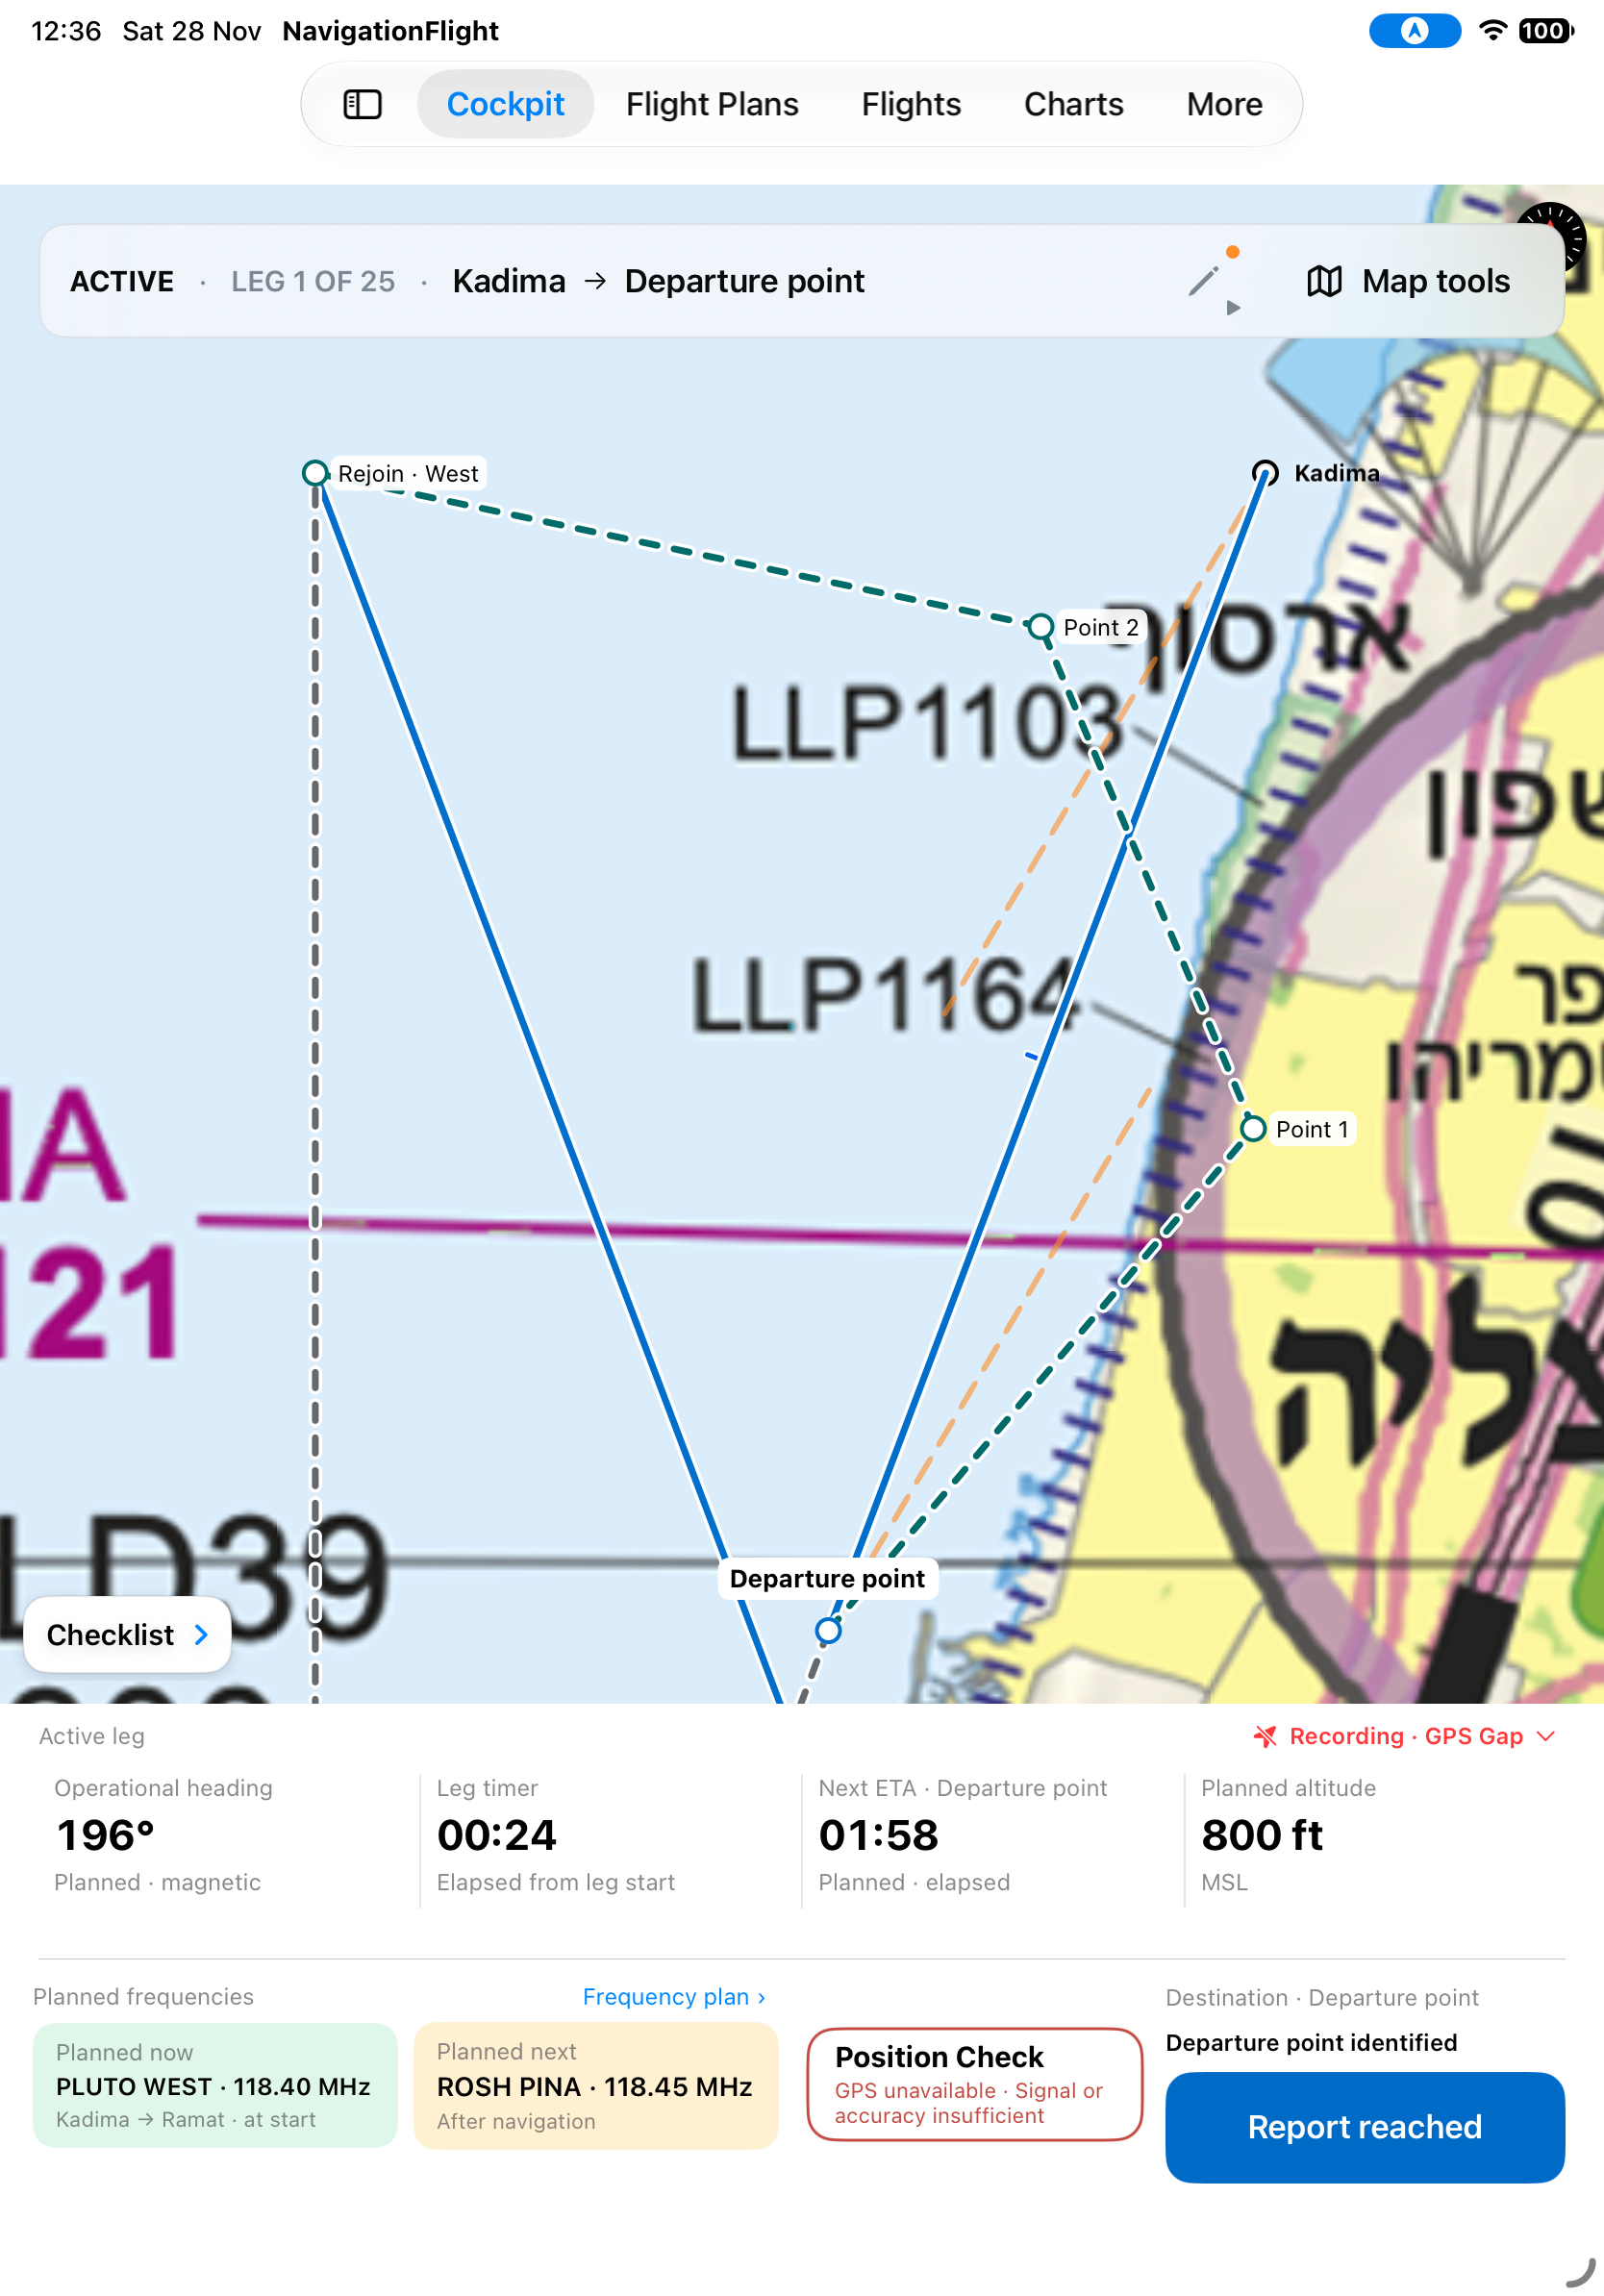 12:36 Sat 28 Nov NavigationFlight
100
Cockpit Flight Plans Flights Charts More
ACTIVE · LEG 1 OF 25 · Kadima → Departure point
Map tools
Rejoin · West
Kadima
Point 2
ארסוף
LLP1103
שפון
LLP1164
פר
שמריהו
Point 1
IA
121
צליה
LD39
Departure point
Checklist
Active leg
Recording · GPS Gap
Operational heading
196°
Planned · magnetic
Leg timer
00:24
Elapsed from leg start
Next ETA · Departure point
01:58
Planned · elapsed
Planned altitude
800 ft
MSL
Planned frequencies
Frequency plan ›
Planned now
PLUTO WEST · 118.40 MHz
Kadima → Ramat · at start
Planned next
ROSH PINA · 118.45 MHz
After navigation
Position Check
GPS unavailable · Signal or
accuracy insufficient
Destination · Departure point
Departure point identified
Report reached